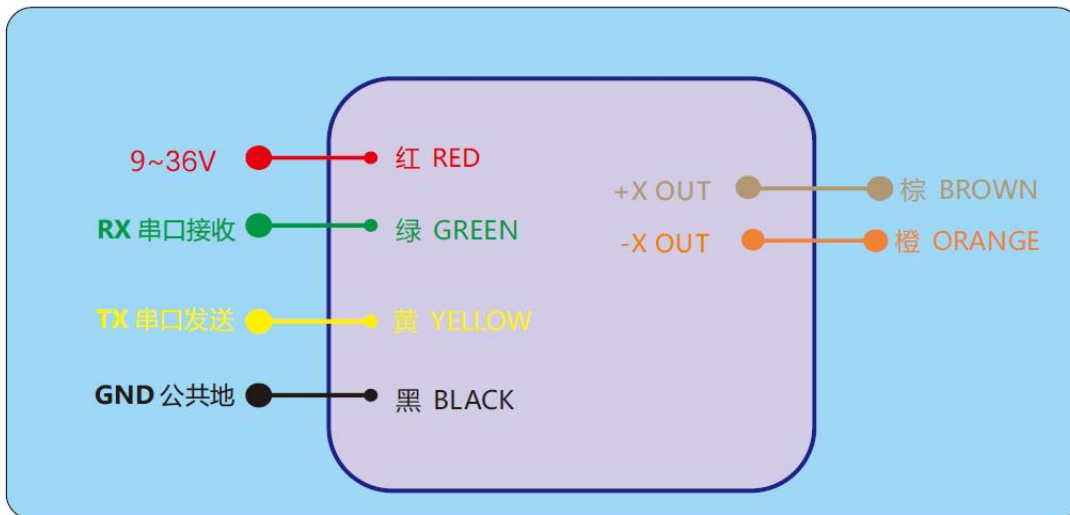 9~36V
红 RED
RX 串口接收
绿 GREEN
TX 串口发送
黄 YELLOW
GND 公共地
黑 BLACK
+X OUT
棕 BROWN
-X OUT
橙 ORANGE